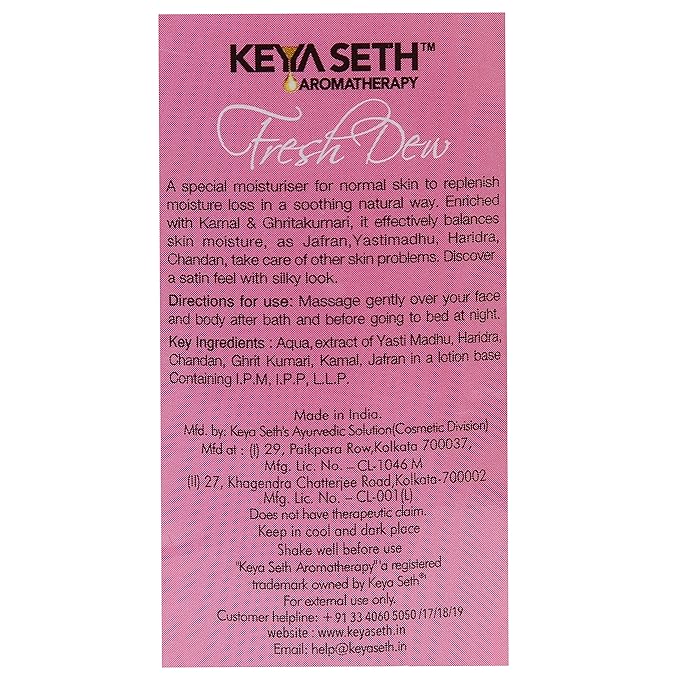 KEYA SETH™
AROMATHERAPY
Fresh Dew
A special moisturiser for normal skin to replenish
moisture loss in a soothing natural way. Enriched
with Kamal & Ghritakumari, it effectively balances
skin moisture, as Jafran,Yastimadhu, Haridra,
Chandan, take care of other skin problems. Discover
a satin feel with silky look.
Directions for use: Massage gently over your face
and body after bath and before going to bed at night.
Key Ingredients : Aqua, extract of Yasti Madhu, Haridra,
Chandan, Ghrit Kumari, Kamal, Jafran in a lotion base
Containing I.P.M, I.P.P, L.L.P.
Made in India.
Mfd. by: Keya Seth's Ayurvedic Solution(Cosmetic Division)
Mfd at : (I) 29, Paikpara Row,Kolkata 700037,
Mfg. Lic. No. – CL-1046 M
(II) 27, Khagendra Chatterjee Road,Kolkata-700002
Mfg. Lic. No. – CL-001(L)
Does not have therapeutic claim.
Keep in cool and dark place
Shake well before use
"Keya Seth Aromatherapy"a registered
trademark owned by Keya Seth®'
For external use only.
Customer helpline: + 91 33 4060 5050 /17/18/19
website : www.keyaseth.in
Email: help@keyaseth.in